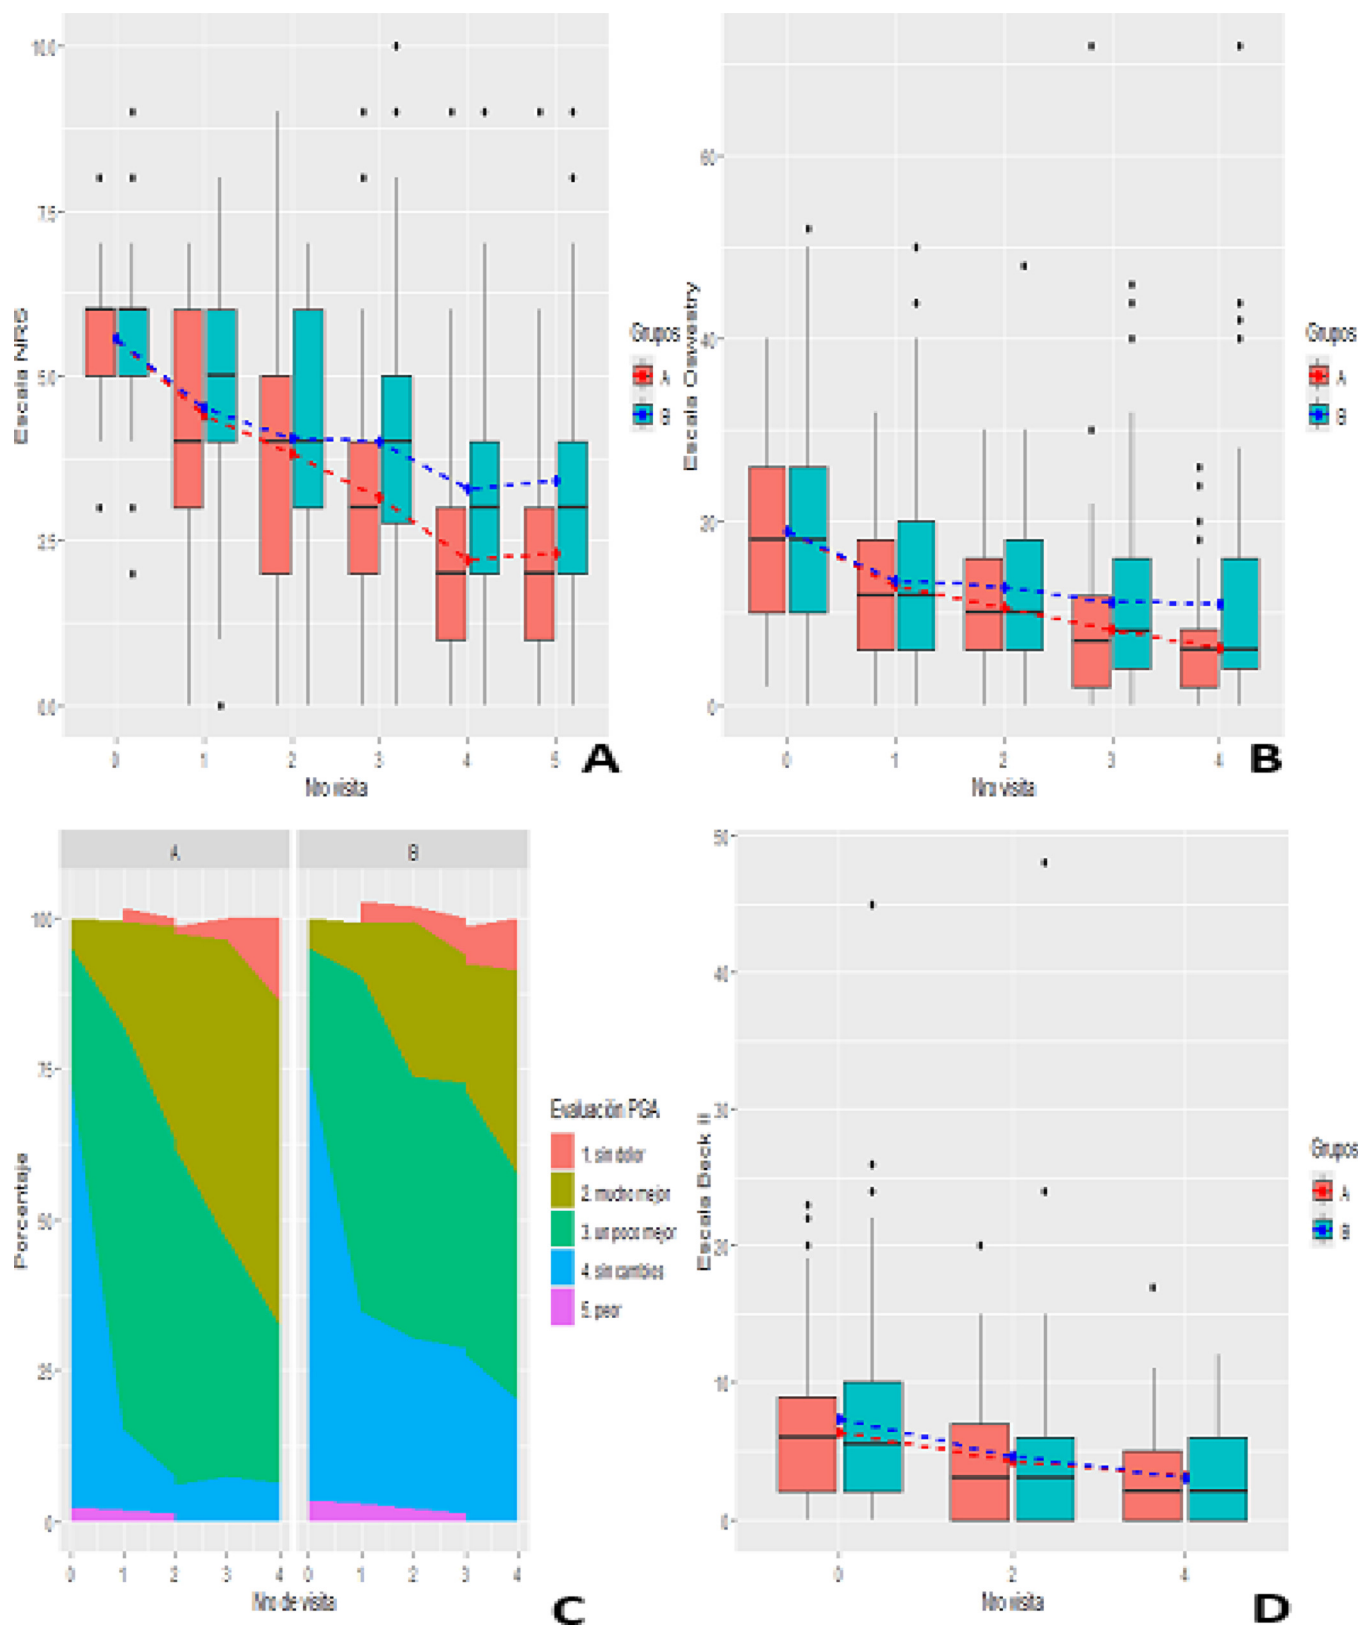 10.0
7.5
5.0
2.5
0.0
Escala NRS
0 1 2 3 4 5
Nro visita
Grupos
A
B
A
60
40
20
0
Escala Oswestry
0 1 2 3 4
Nro visita
Grupos
A
B
B
A B
100
75
50
25
0
Porcentaje
0 1 2 3 4 0 1 2 3 4
Nro de visita
Evaluación PGA
1. sin dolor
2. mucho mejor
3. un poco mejor
4. sin cambios
5. peor
C
50
40
30
20
10
0
Escala Beck II
0 2 4
Nro visita
Grupos
A
B
D